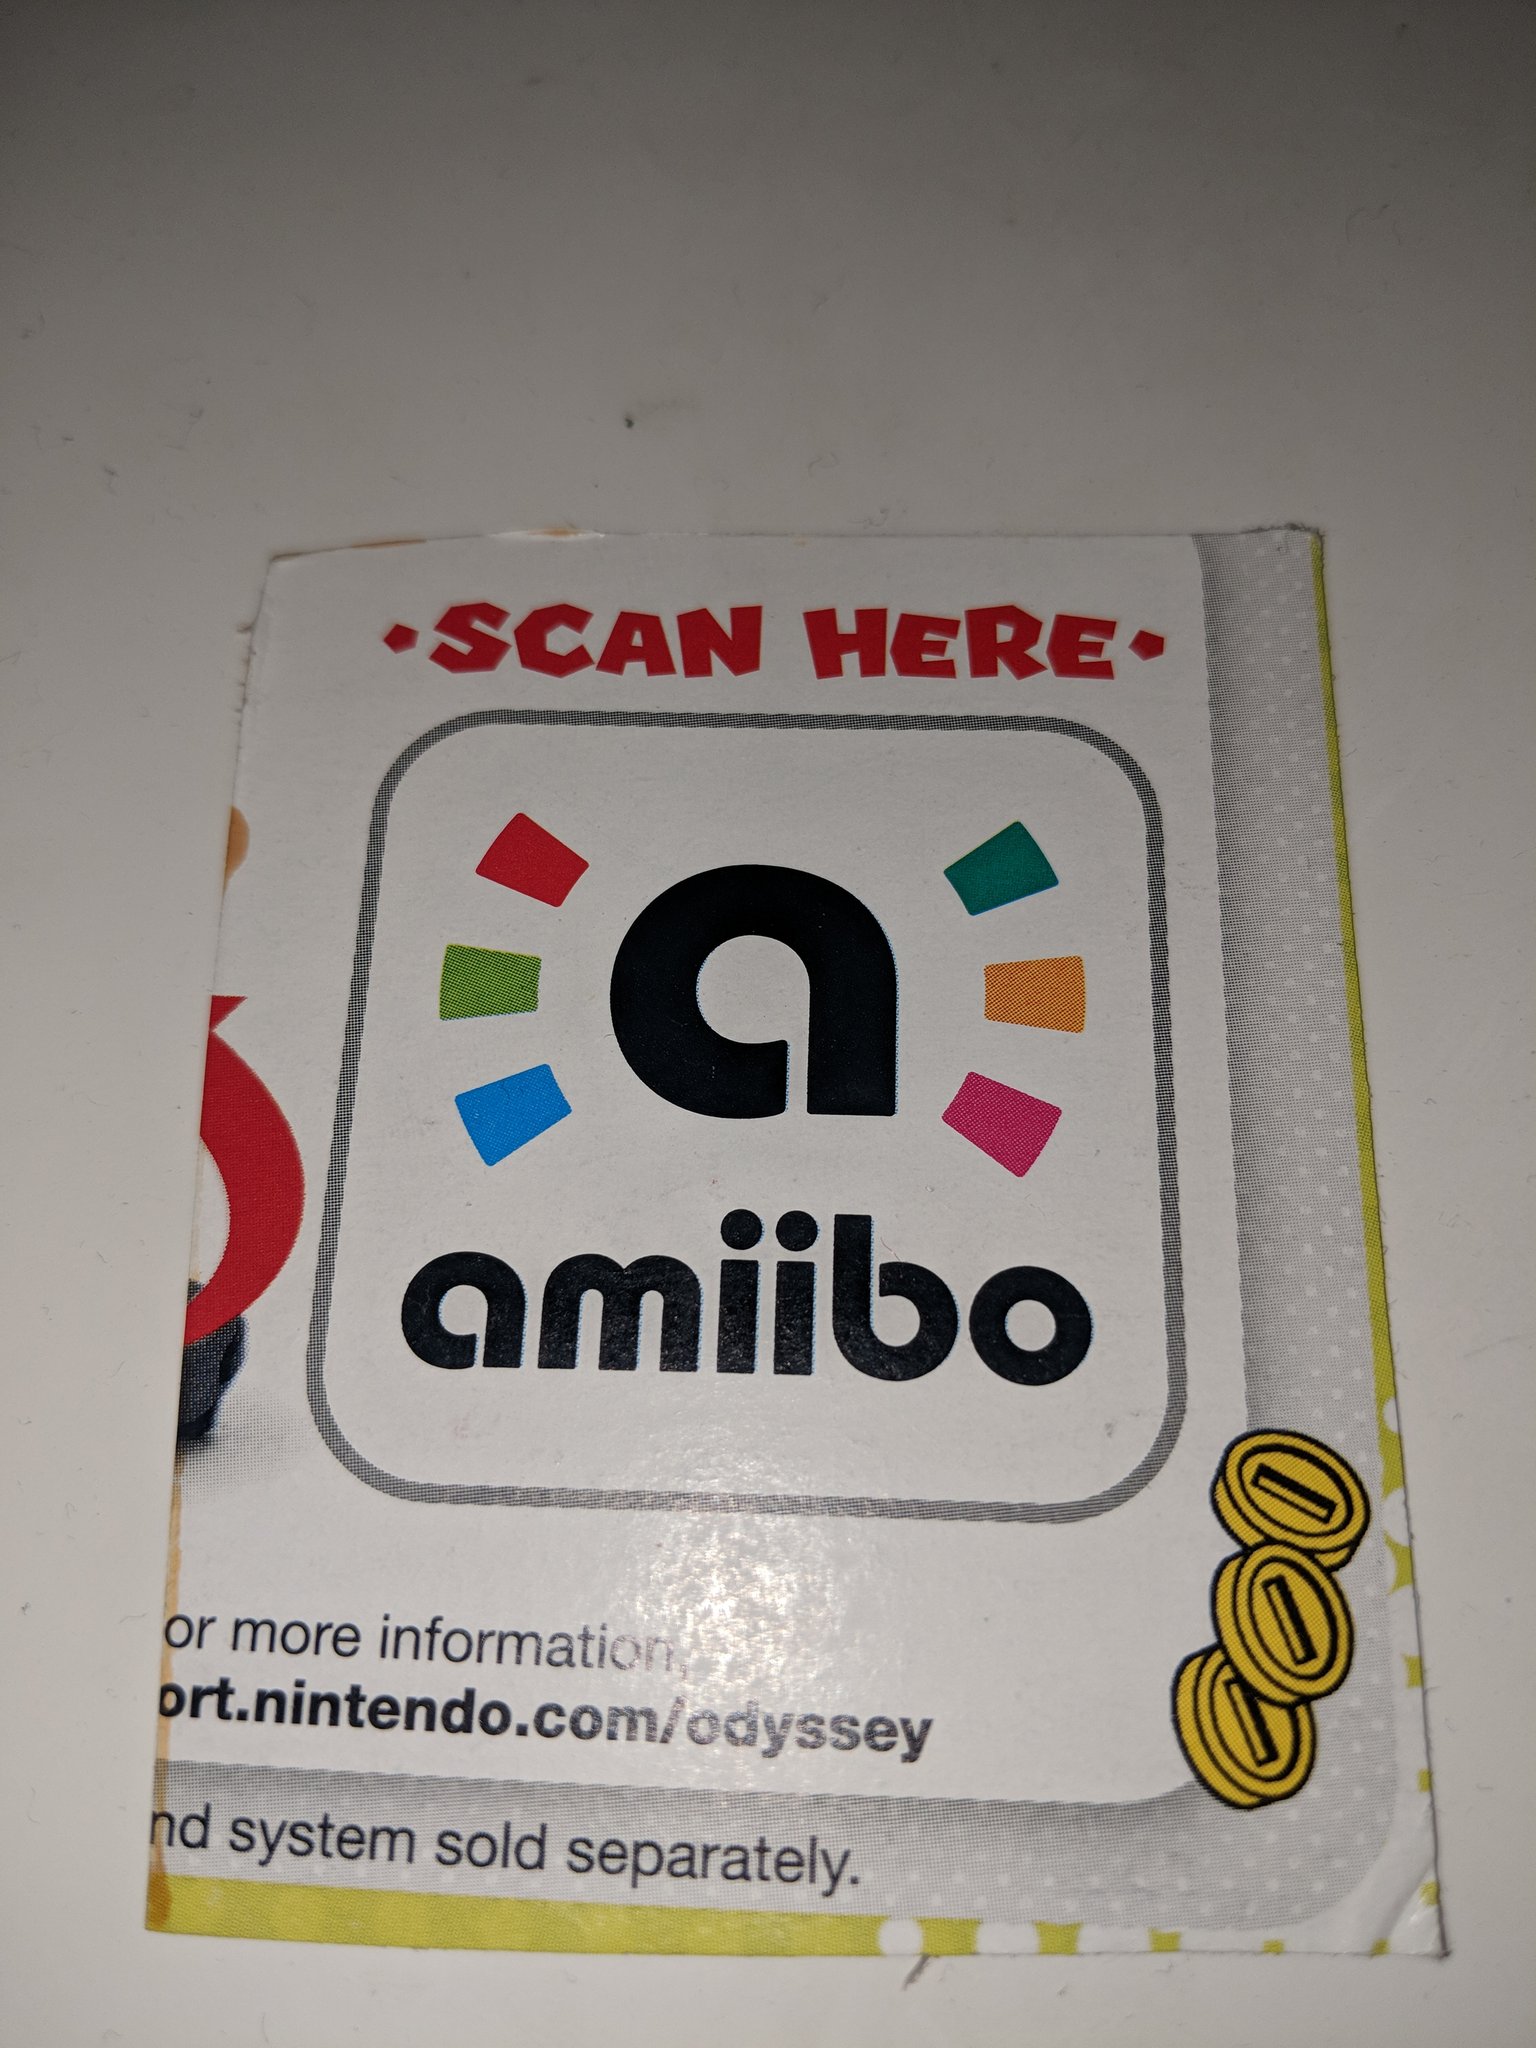 ·SCAN HERE·
a
amiibo
or more information,
ort.nintendo.com/odyssey
nd system sold separately.